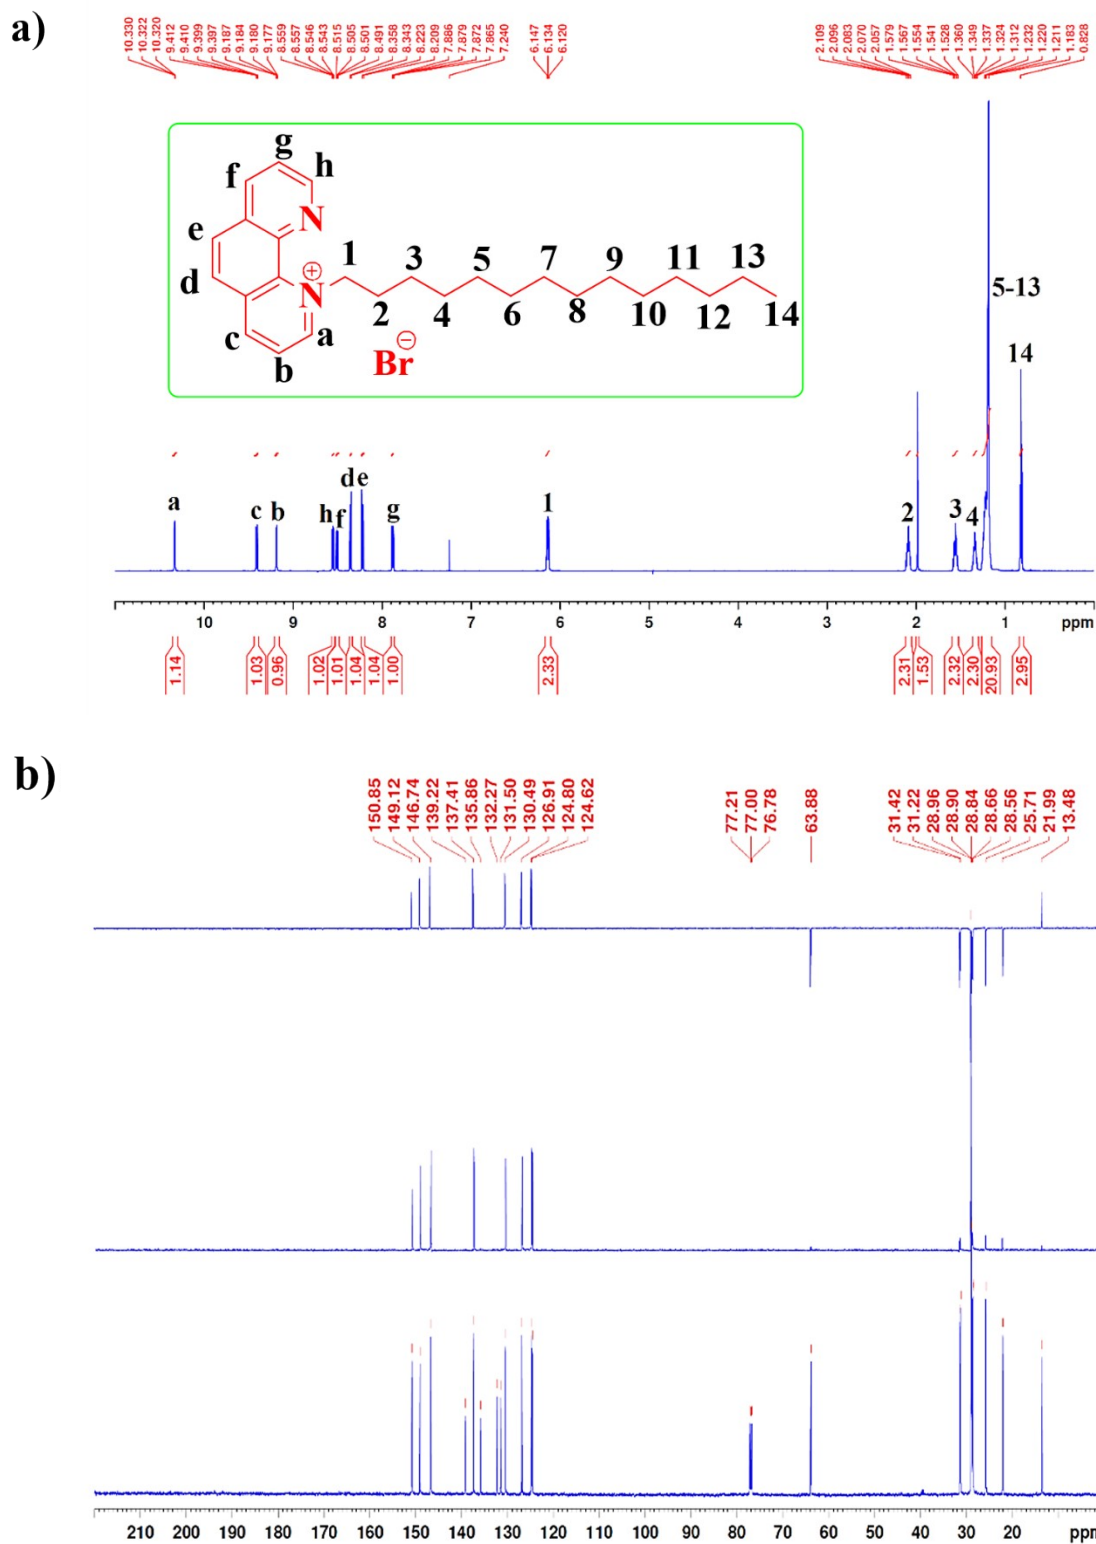 a)
10.330 10.322 10.320 9.412 9.410 9.399 9.397 9.187 9.184 9.180 9.177 8.559 8.557 8.546 8.543 8.515 8.505 8.501 8.491 8.358 8.343 8.223 8.209 7.886 7.879 7.872 7.865 7.240 6.147 6.134 6.120 2.109 2.096 2.083 2.070 2.057 1.579 1.567 1.554 1.541 1.528 1.360 1.349 1.337 1.324 1.312 1.232 1.220 1.211 1.183 0.828
g
f h
N
e
1 3 5 7 9 11 13
d
N
⊕
2 4 6 8 10 12 14
c a
b
Br
⊖
5-13
14
a c b h f d e g 1 2 3 4
10 9 8 7 6 5 4 3 2 1 ppm
1.14 1.03 0.96 1.02 1.01 1.04 1.04 1.00 2.33 2.31 1.53 2.32 2.30 20.93 2.95
b)
150.85 149.12 146.74 139.22 137.41 135.86 132.27 131.50 130.49 126.91 124.80 124.62 77.21 77.00 76.78 63.88 31.42 31.22 28.96 28.90 28.84 28.66 28.56 25.71 21.99 13.48
210 200 190 180 170 160 150 140 130 120 110 100 90 80 70 60 50 40 30 20 ppm